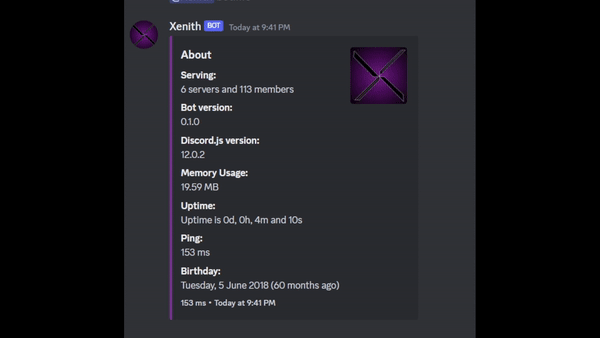 Xenith BOT Today at 9:41 PM
About
Serving:
6 servers and 113 members
Bot version:
0.1.0
Discord.js version:
12.0.2
Memory Usage:
19.59 MB
Uptime:
Uptime is 0d, 0h, 4m and 10s
Ping:
153 ms
Birthday:
Tuesday, 5 June 2018 (60 months ago)
153 ms • Today at 9:41 PM